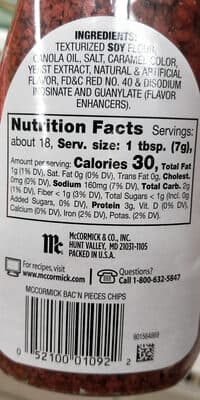 INGREDIENTS:
TEXTURIZED SOY FLOUR,
CANOLA OIL, SALT, CARAMEL COLOR,
YEAST EXTRACT, NATURAL & ARTIFICIAL
FLAVOR, FD&C RED NO. 40 & DISODIUM
INOSINATE AND GUANYLATE (FLAVOR
ENHANCERS).
Nutrition Facts Servings:
about 18, Serv. size: 1 tbsp. (7g),
Amount per serving: Calories 30, Total Fat
1g (1% DV), Sat. Fat 0g (0% DV), Trans Fat 0g, Cholest.
0mg (0% DV), Sodium 160mg (7% DV), Total Carb. 2g
(1% DV), Fiber < 1g (3% DV), Total Sugars < 1g (Incl. 0g
Added Sugars, 0% DV), Protein 3g, Vit. D (0% DV),
Calcium (0% DV), Iron (2% DV), Potas. (2% DV).
Mc McCORMICK & CO., INC.
HUNT VALLEY, MD 21031-1105
PACKED IN U.S.A.
For recipes, visit
www.mccormick.com
Questions?
Call 1-800-632-5847
MCCORMICK BAC'N PIECES CHIPS
0 52100 01092 2